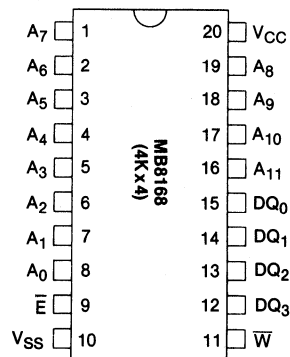 A7 1 20 VCC
A6 2 19 A8
A5 3 18 A9
A4 4 17 A10
A3 5 16 A11
A2 6 15 DQ0
A1 7 14 DQ1
A0 8 13 DQ2
E̅ 9 12 DQ3
VSS 10 11 W̅
MB8168
(4Kx4)